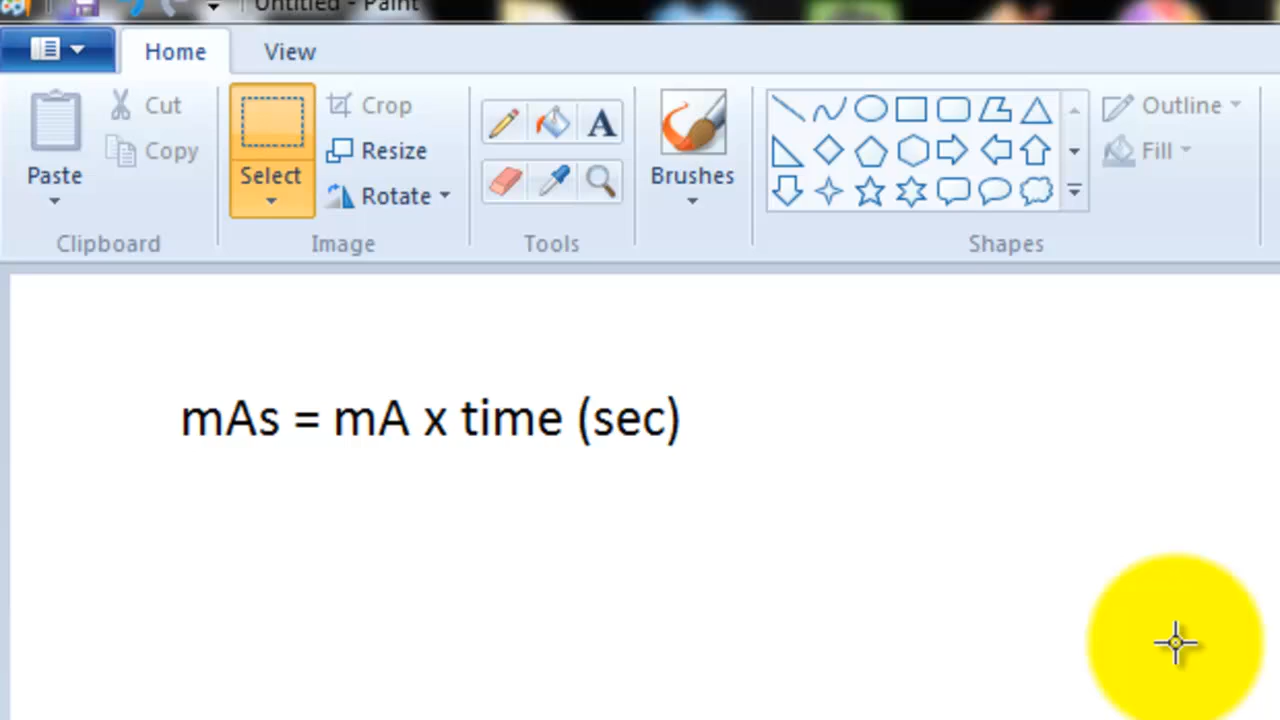 Untitled - Paint
Home View
Cut
Copy
Paste
Clipboard
Select
Crop
Resize
Rotate
Image
A
Tools
Brushes
Shapes
Outline
Fill
mAs = mA x time (sec)